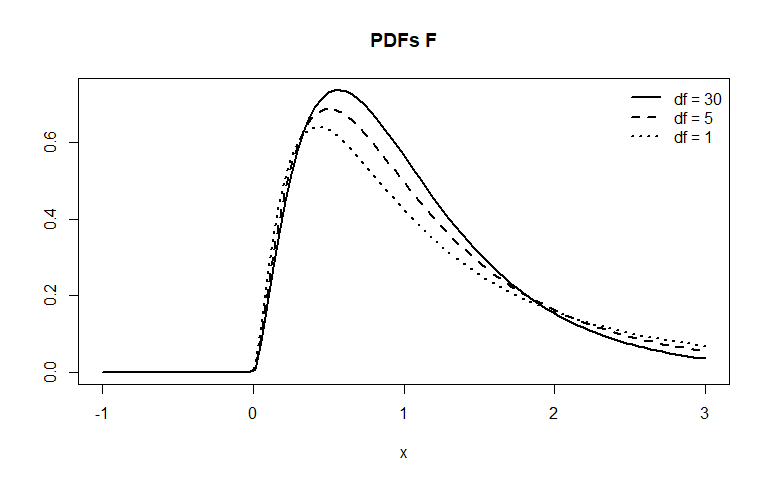 PDFs F
df = 30
df = 5
df = 1
0.6
0.4
0.2
0.0
-1 0 1 2 3
x